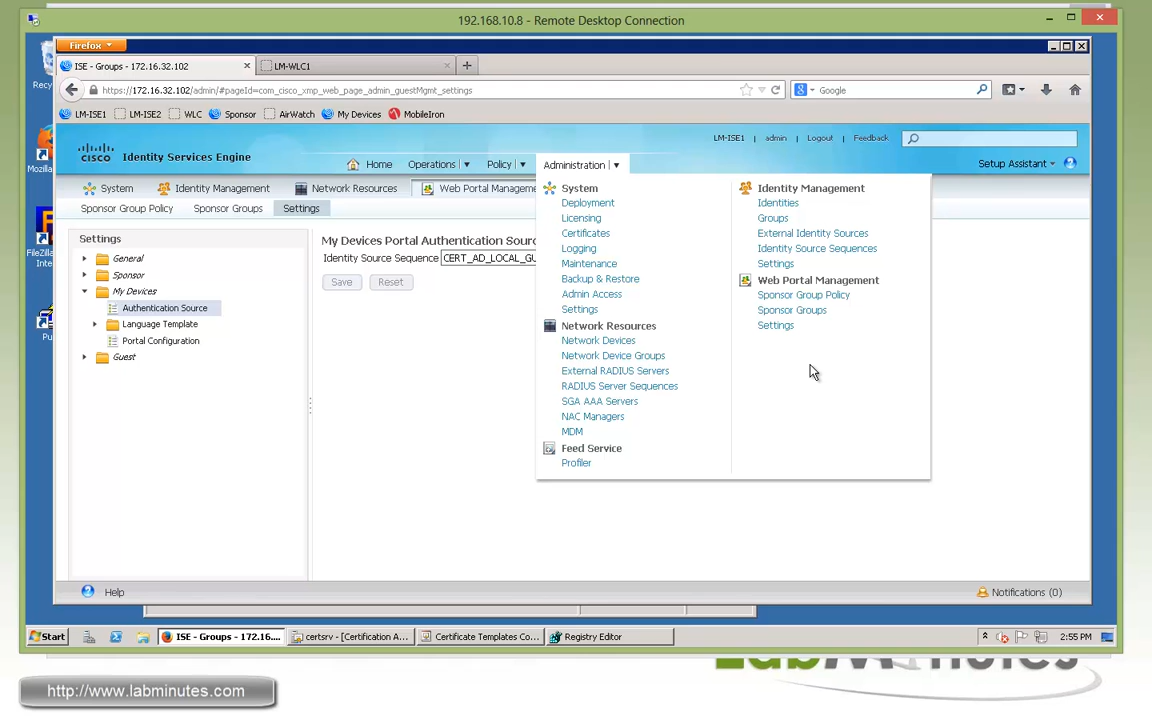 192.168.10.8 - Remote Desktop Connection
Firefox
ISE - Groups - 172.16.32.102
LM-WLC1
https://172.16.32.102/admin/#pageId=com_cisco_xmp_web_page_admin_guestMgmt_settings
Google
LM-ISE1
LM-ISE2
WLC
Sponsor
AirWatch
My Devices
MobileIron
CISCO
Identity Services Engine
LM-ISE1
admin
Logout
Feedback
Home
Operations
Policy
Administration
Setup Assistant
System
Identity Management
Network Resources
Web Portal Manageme
Sponsor Group Policy
Sponsor Groups
Settings
Settings
General
Sponsor
My Devices
Authentication Source
Language Template
Portal Configuration
Guest
My Devices Portal Authentication Sour
Identity Source Sequence
CERT_AD_LOCAL_GU
Save
Reset
System
Deployment
Licensing
Certificates
Logging
Maintenance
Backup & Restore
Admin Access
Settings
Network Resources
Network Devices
Network Device Groups
External RADIUS Servers
RADIUS Server Sequences
SGA AAA Servers
NAC Managers
MDM
Feed Service
Profiler
Identity Management
Identities
Groups
External Identity Sources
Identity Source Sequences
Settings
Web Portal Management
Sponsor Group Policy
Sponsor Groups
Settings
Help
Notifications (0)
Recyc
Mozilla
FileZilla
Inte
Pu
Start
ISE - Groups - 172.16....
certsrv - [Certification A...
Certificate Templates Co...
Registry Editor
2:55 PM
LabMinutes
http://www.labminutes.com